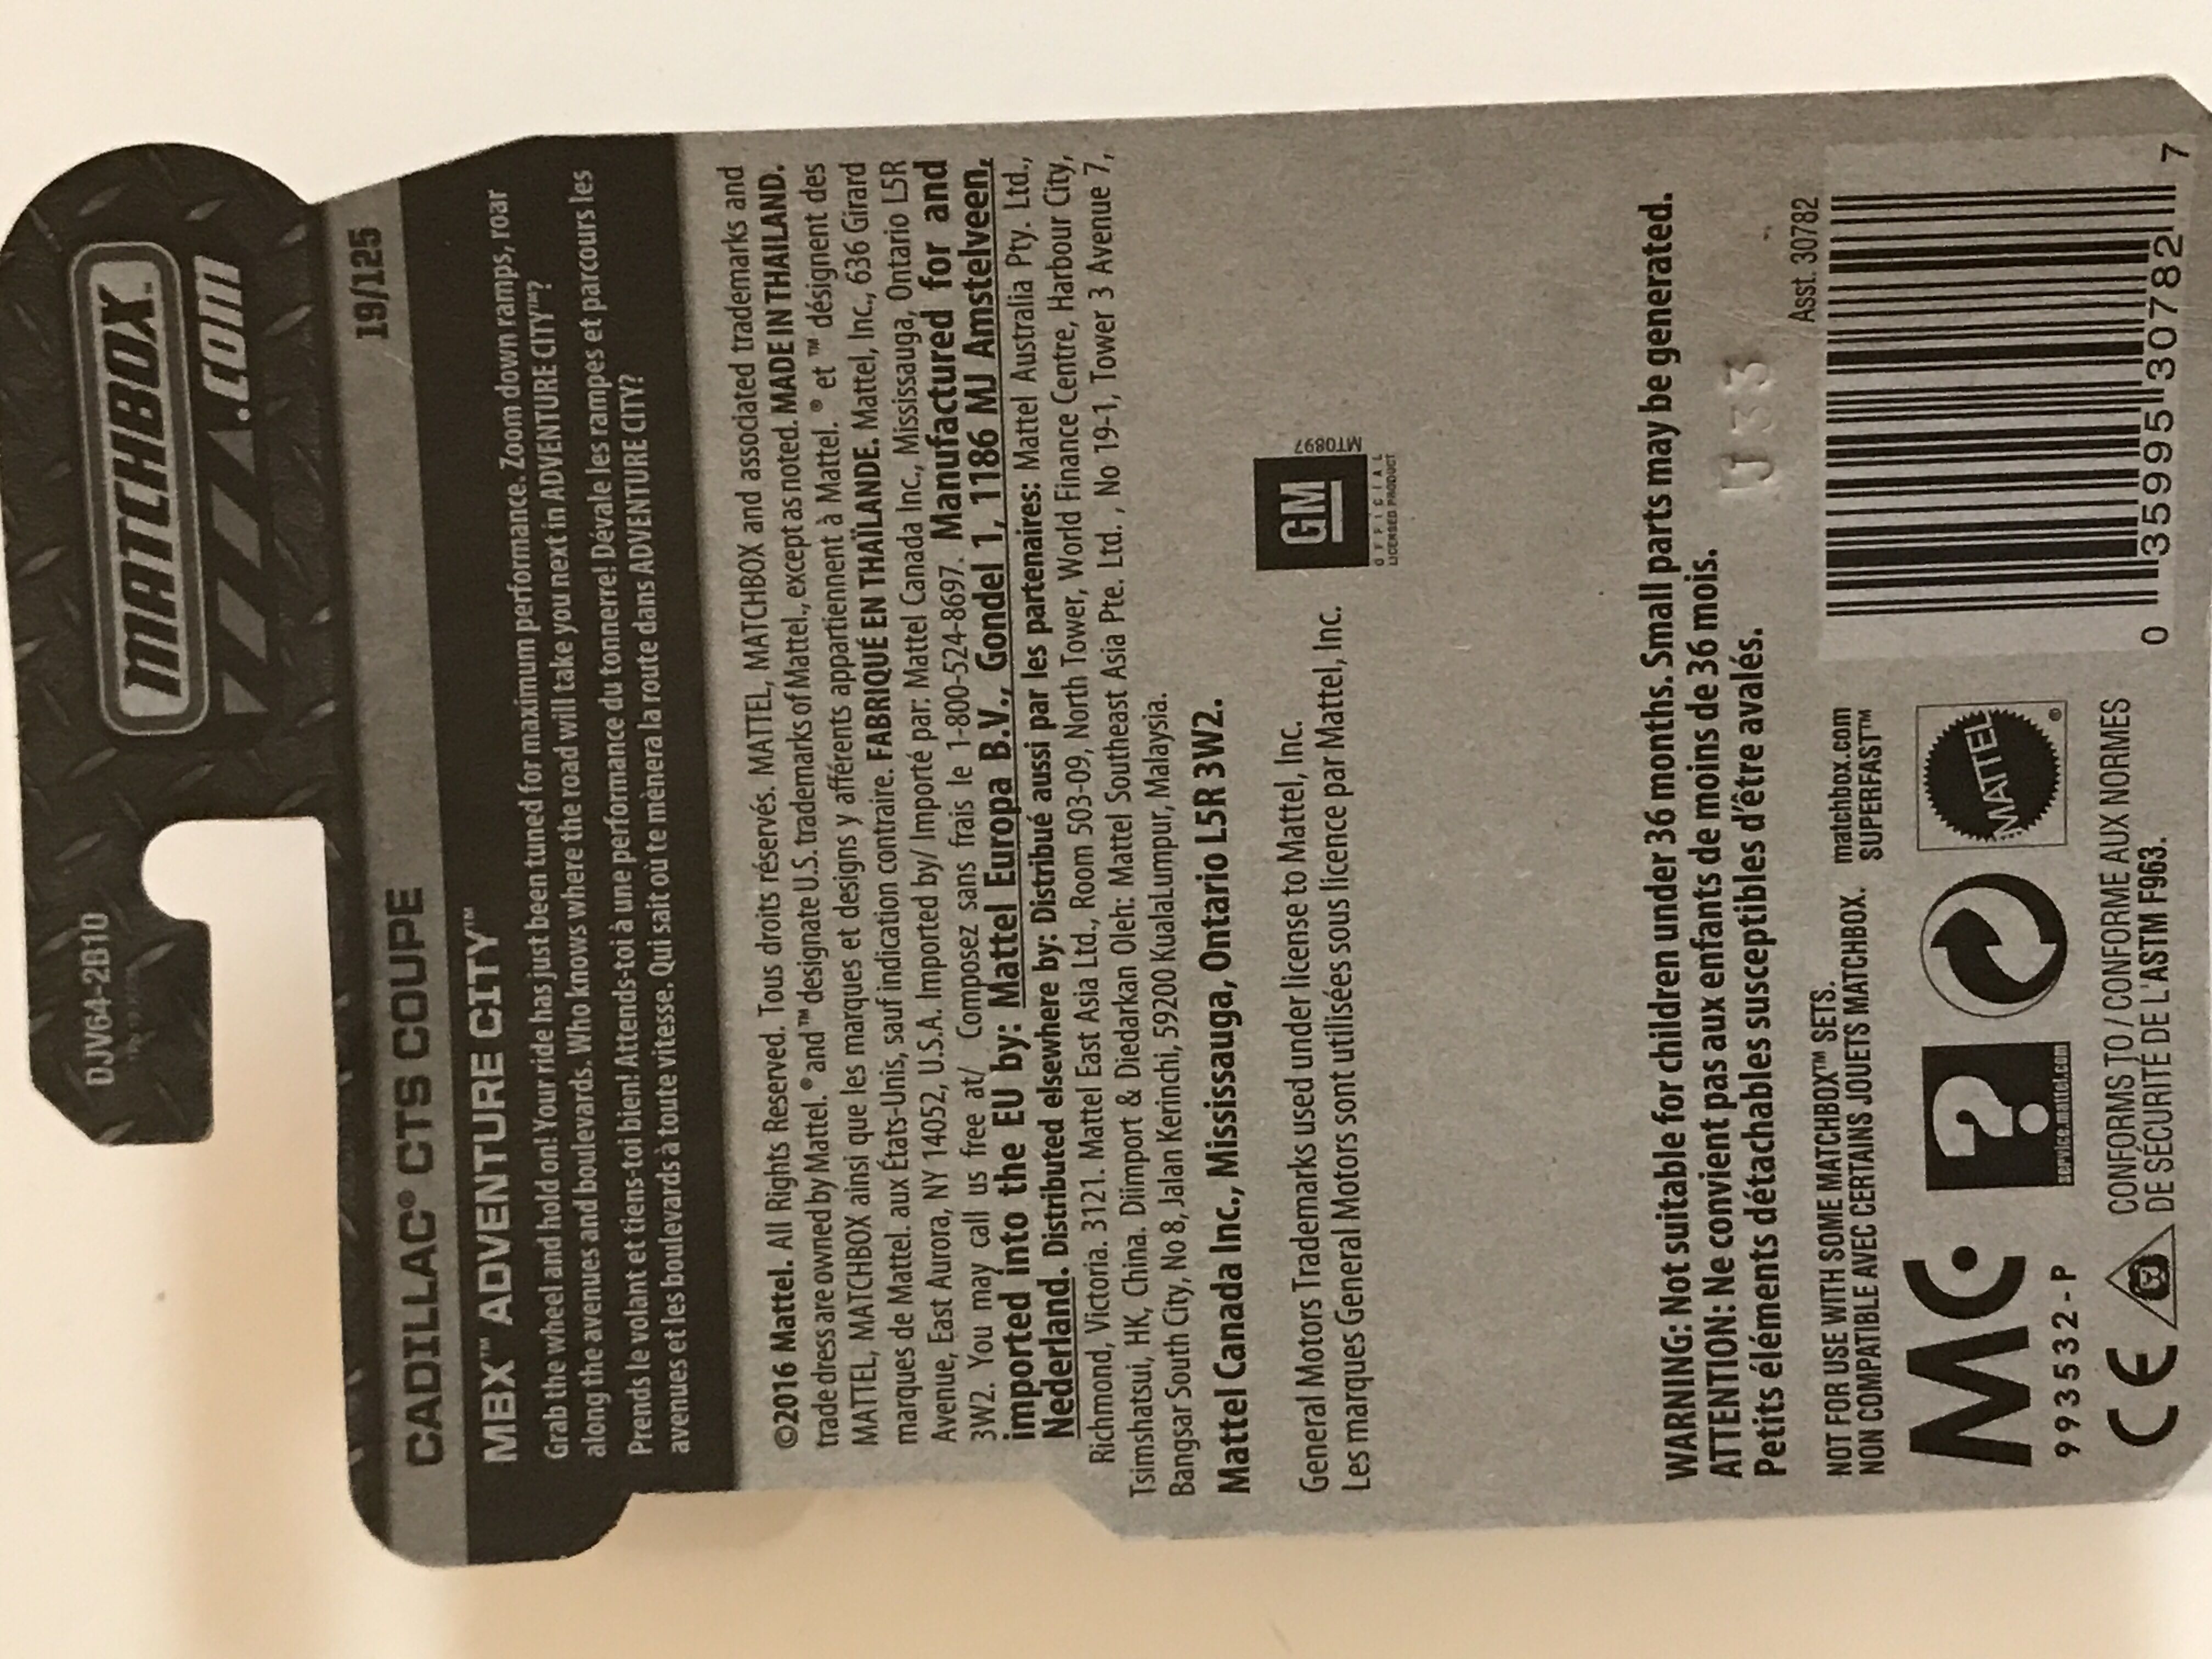 DJV64-2B10
MATCHBOX™
.com
CADILLAC® CTS COUPE 19/125
MBX™ ADVENTURE CITY™
Grab the wheel and hold on! Your ride has just been tuned for maximum performance. Zoom down ramps, roar
along the avenues and boulevards. Who knows where the road will take you next in ADVENTURE CITY™?
Prends le volant et tiens-toi bien! Attends-toi à une performance du tonnerre! Dévale les rampes et parcours les
avenues et les boulevards à toute vitesse. Qui sait où te mènera la route dans ADVENTURE CITY?
©2016 Mattel. All Rights Reserved. Tous droits réservés. MATTEL, MATCHBOX and associated trademarks and
trade dress are owned by Mattel. ® and ™ designate U.S. trademarks of Mattel., except as noted. MADE IN THAILAND.
MATTEL, MATCHBOX ainsi que les marques et designs y afférents appartiennent à Mattel. ® et ™ désignent des
marques de Mattel. aux États-Unis, sauf indication contraire. FABRIQUÉ EN THAÏLANDE. Mattel, Inc., 636 Girard
Avenue, East Aurora, NY 14052, U.S.A. Imported by/ Importé par: Mattel Canada Inc., Mississauga, Ontario L5R
3W2. You may call us free at/ Composez sans frais le 1-800-524-8697. Manufactured for and
imported into the EU by: Mattel Europa B.V., Gondel 1, 1186 MJ Amstelveen,
Nederland. Distributed elsewhere by: Distribué aussi par les partenaires: Mattel Australia Pty. Ltd.,
Richmond, Victoria. 3121. Mattel East Asia Ltd., Room 503-09, North Tower, World Finance Centre, Harbour City,
Tsimshatsui, HK, China. Diimport & Diedarkan Oleh: Mattel Southeast Asia Pte. Ltd. , No 19-1, Tower 3 Avenue 7,
Bangsar South City, No 8, Jalan Kerinchi, 59200 KualaLumpur, Malaysia.
Mattel Canada Inc., Mississauga, Ontario L5R 3W2.
General Motors Trademarks used under license to Mattel, Inc.
Les marques General Motors sont utilisées sous licence par Mattel, Inc.
GM
MT0897
OFFICIAL
LICENSED PRODUCT
WARNING: Not suitable for children under 36 months. Small parts may be generated.
ATTENTION: Ne convient pas aux enfants de moins de 36 mois.
Petits éléments détachables susceptibles d'être avalés.
J33
NOT FOR USE WITH SOME MATCHBOX™ SETS.
NON COMPATIBLE AVEC CERTAINS JOUETS MATCHBOX.
matchbox.com
SUPERFAST™
Asst. 30782
MC
993532-P
?
service.mattel.com
MATTEL
®
CE
CONFORMS TO / CONFORME AUX NORMES
DE SÉCURITÉ DE L'ASTM F963.
0 35995 30782 7